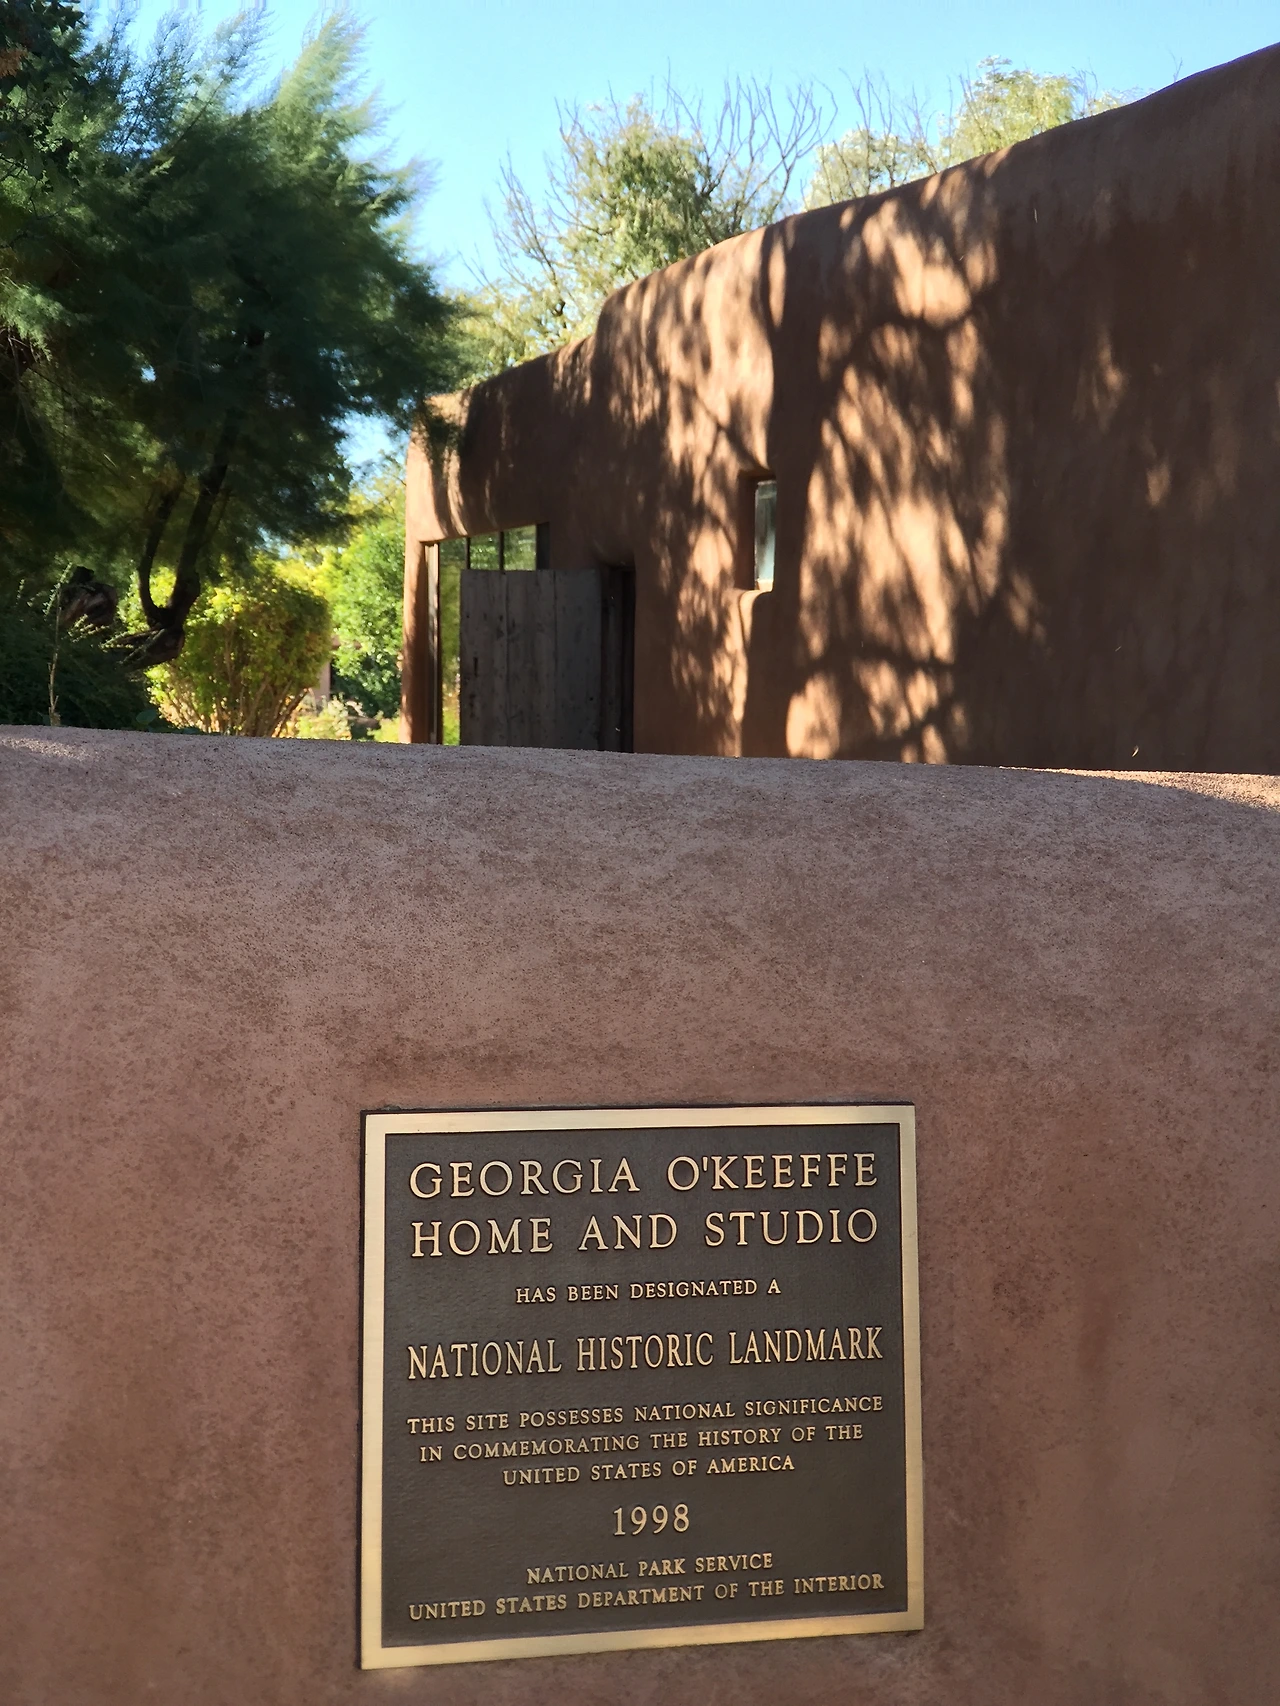 GEORGIA O'KEEFFE
HOME AND STUDIO
HAS BEEN DESIGNATED A
NATIONAL HISTORIC LANDMARK
THIS SITE POSSESSES NATIONAL SIGNIFICANCE
IN COMMEMORATING THE HISTORY OF THE
UNITED STATES OF AMERICA
1998
NATIONAL PARK SERVICE
UNITED STATES DEPARTMENT OF THE INTERIOR